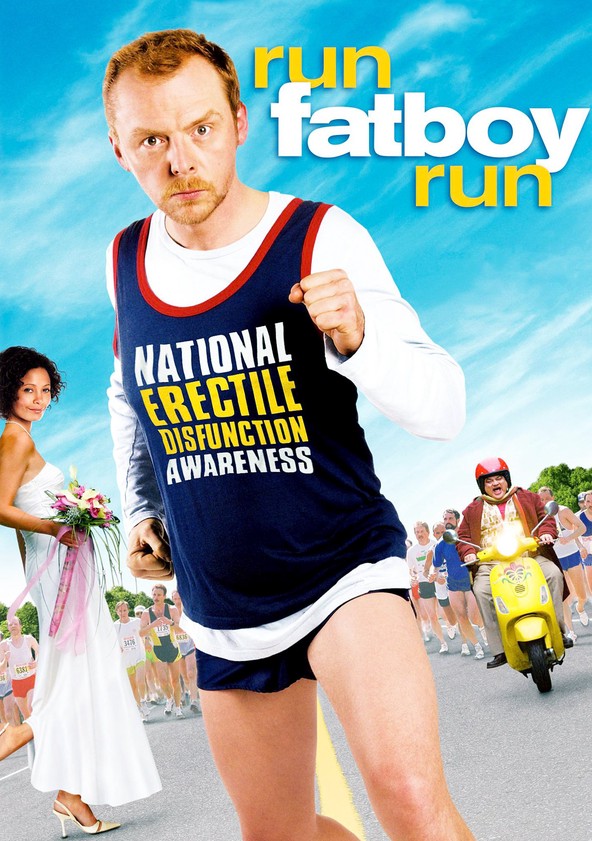 run
fatboy
run
NATIONAL
ERECTILE
DISFUNCTION
AWARENESS